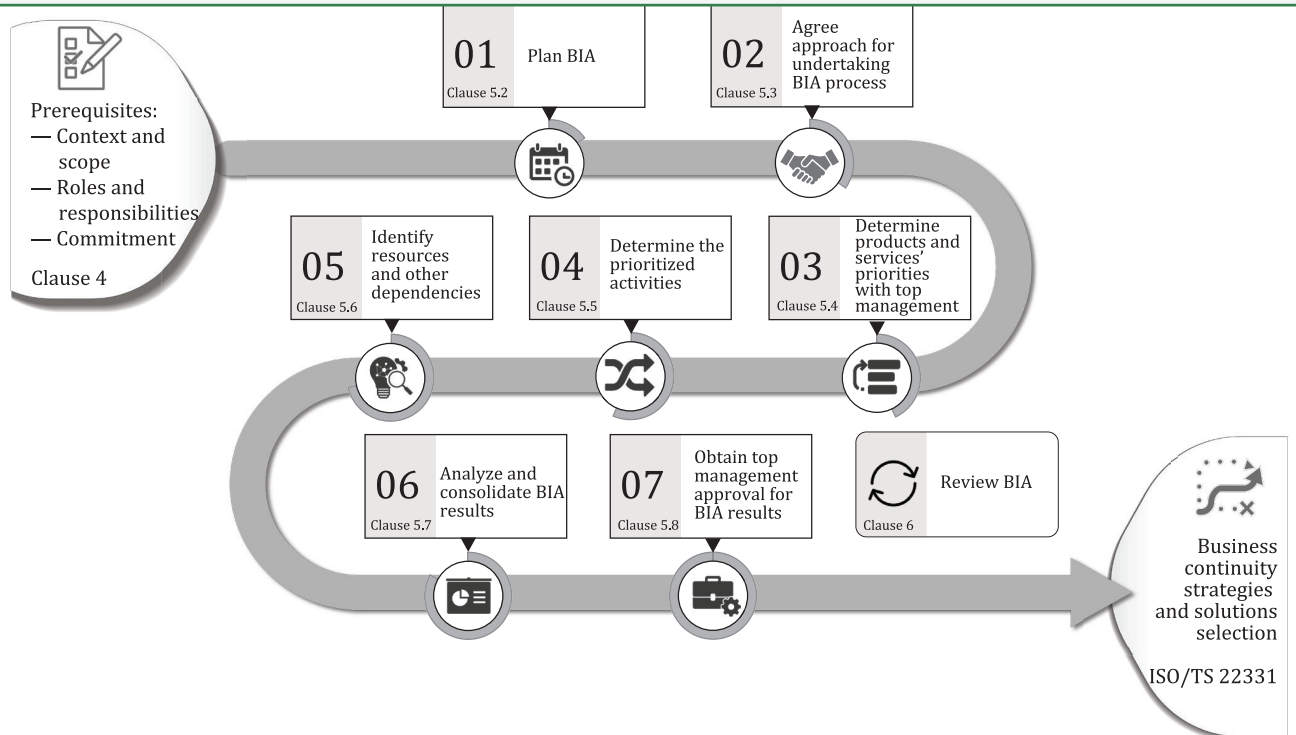 Prerequisites:
— Context and
scope
— Roles and
responsibilities
— Commitment
Clause 4
01
Clause 5.2
Plan BIA
02
Clause 5.3
Agree
approach for
undertaking
BIA process
03
Clause 5.4
Determine
products and
services’
priorities
with top
management
04
Clause 5.5
Determine the
prioritized
activities
05
Clause 5.6
Identify
resources
and other
dependencies
06
Clause 5.7
Analyze and
consolidate BIA
results
07
Clause 5.8
Obtain top
management
approval for
BIA results
Clause 6
Review BIA
Business
continuity
strategies
and solutions
selection
ISO/TS 22331